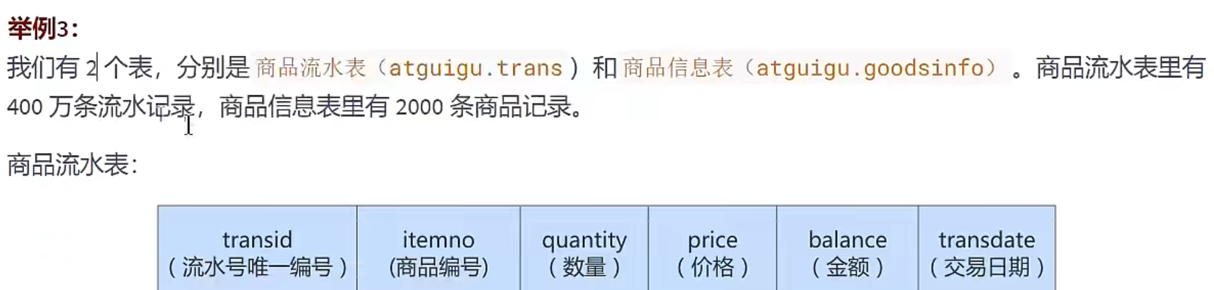 举例3：
我们有 2 个表，分别是 商品流水表（atguigu.trans ）和 商品信息表（atguigu.goodsinfo）。商品流水表里有
400 万条流水记录，商品信息表里有 2000 条商品记录。
商品流水表：
transid itemno quantity price balance transdate
（流水号唯一编号） (商品编号) （数量） （价格） （金额） （交易日期）